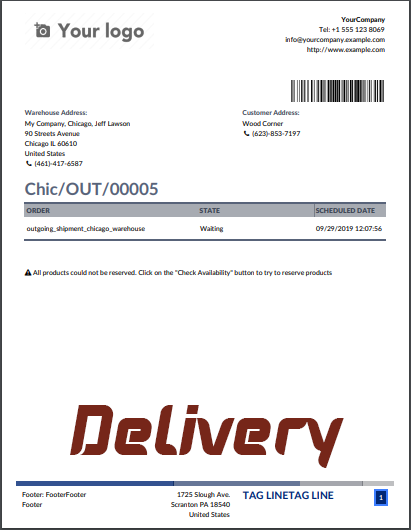 Your logo
YourCompany
Tel: +1 555 123 8069
info@yourcompany.example.com
http://www.example.com
Warehouse Address:
My Company, Chicago, Jeff Lawson
90 Streets Avenue
Chicago IL 60610
United States
(461)-417-6587
Customer Address:
Wood Corner
(623)-853-7197
Chic/OUT/00005
ORDER STATE SCHEDULED DATE
outgoing_shipment_chicago_warehouse Waiting 09/29/2019 12:07:56
All products could not be reserved. Click on the "Check Availability" button to try to reserve products
Delivery
Footer: FooterFooter
Footer
1725 Slough Ave.
Scranton PA 18540
United States
TAG LINETAG LINE
1